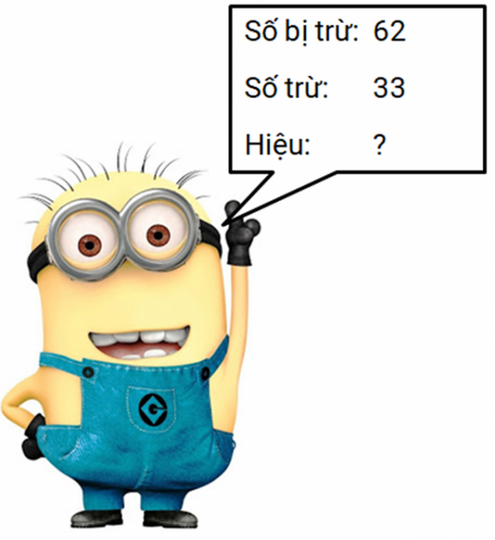 Số bị trừ: 62
Số trừ: 33
Hiệu: ?